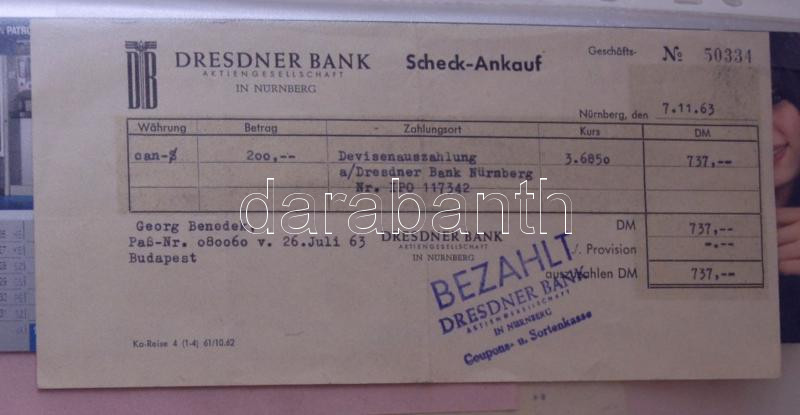 N PATRO
DRESDNER BANK
AKTIENGESELLSCHAFT
IN NÜRNBERG
Scheck-Ankauf
Geschäfts- № 50334
Nürnberg, den 7.11.63
Währung Betrag Zahlungsort Kurs DM
can-$ 200,-- Devisenauszahlung 3.6850 737,--
a/Dresdner Bank Nürnberg
Nr. 117342
darabanth
Georg DM 737,--
Paß-Nr. 080060 v. 26.Juli 63 DRESDNER BANK ./. Provision -.--
AKTIENGESELLSCHAFT
Budapest IN NÜRNBERG auszuzahlen DM 737,--
BEZAHLT
DRESDNER BANK
AKTIENGESELLSCHAFT
IN NÜRNBERG
Coupons- u. Sortenkasse
Ka-Reise 4 (1-4) 61/10.62